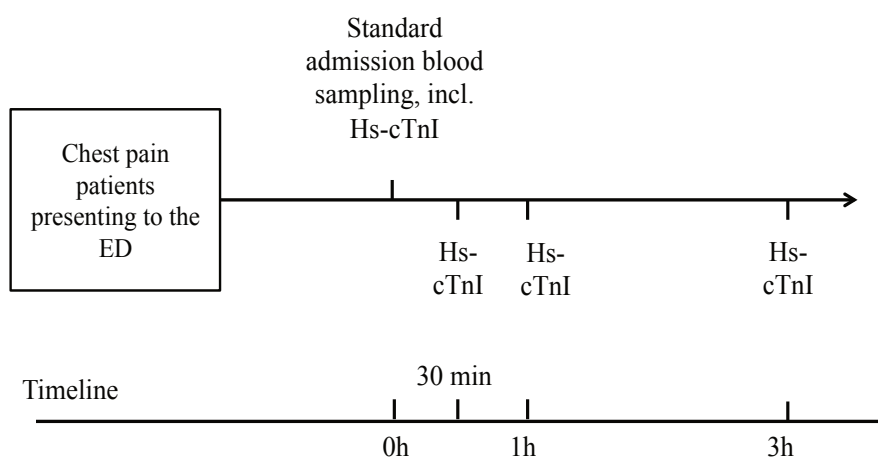 Standard
admission blood
sampling, incl.
Hs-cTnI
Chest pain
patients
presenting to the
ED
Hs-
cTnI
Hs-
cTnI
Hs-
cTnI
Timeline
30 min
0h
1h
3h